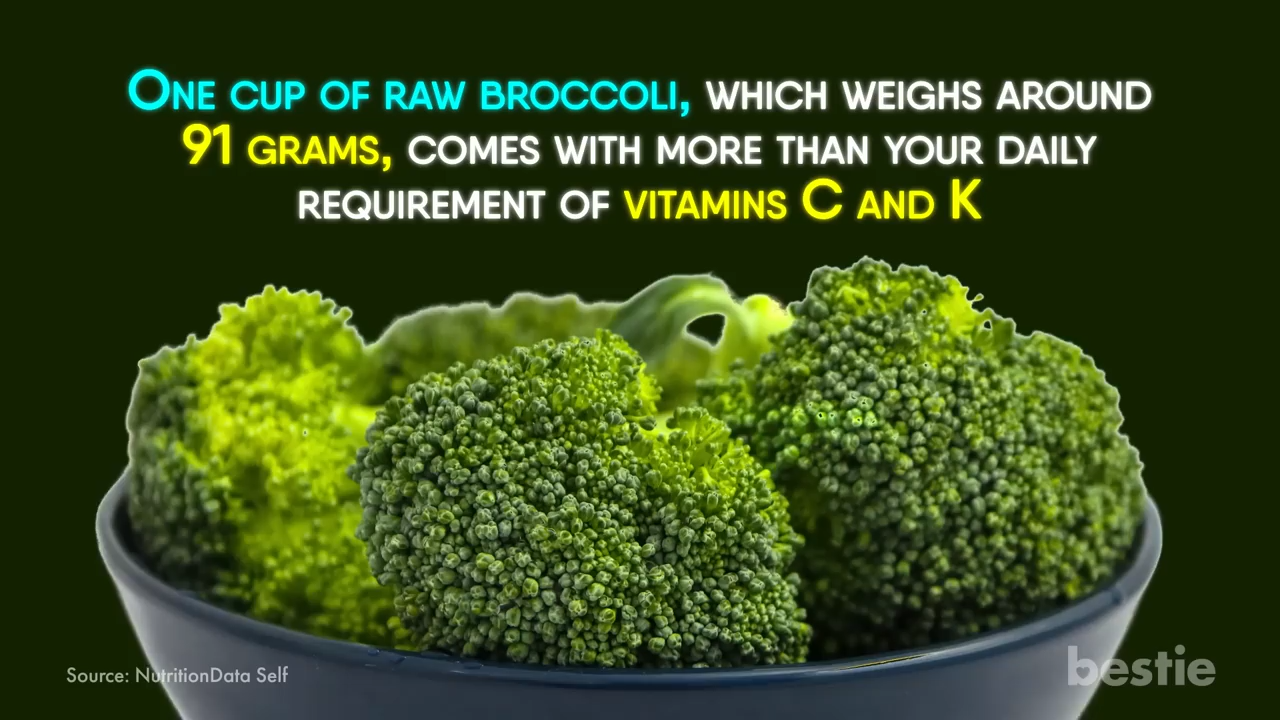 One cup of raw broccoli, which weighs around
91 grams, comes with more than your daily
requirement of vitamins C and K
Source: NutritionData Self
bestie